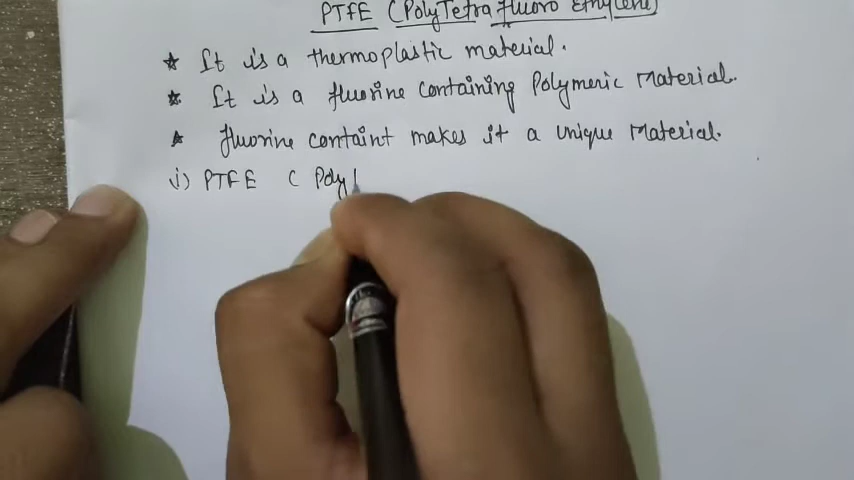 PTFE (PolyTetra fluoro Ethylene)
★ It is a thermoplastic material.
★ It is a fluorine containing Polymeric Material.
★ fluorine containt makes it a unique Material.
i) PTFE ( Poly